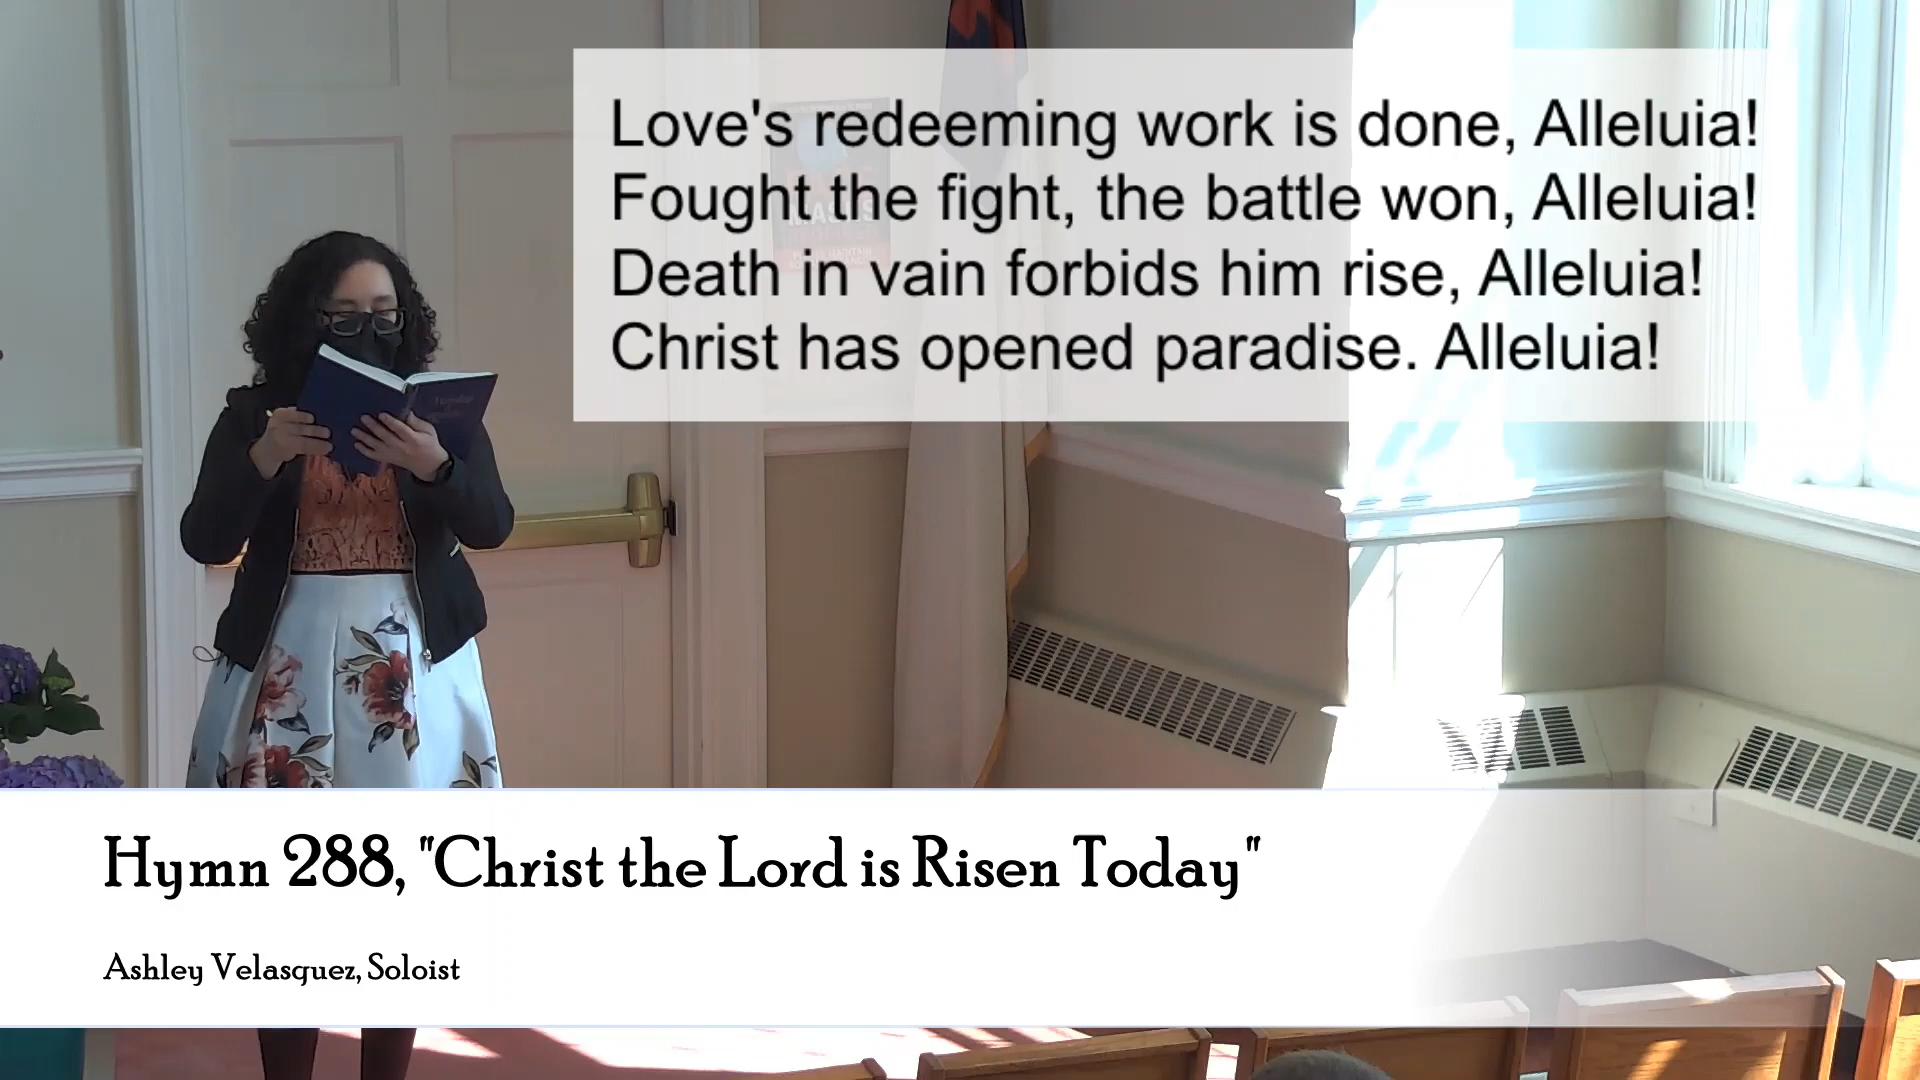 Love's redeeming work is done, Alleluia!
Fought the fight, the battle won, Alleluia!
Death in vain forbids him rise, Alleluia!
Christ has opened paradise. Alleluia!
Hymn 288, "Christ the Lord is Risen Today"
Ashley Velasquez, Soloist